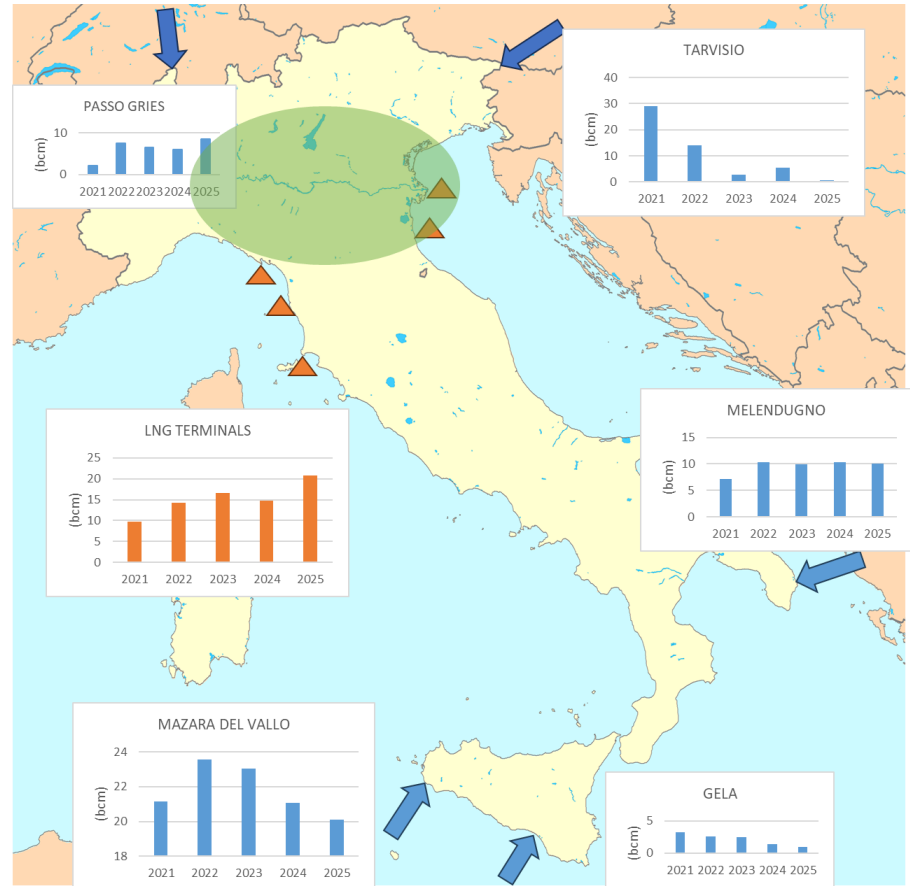 TARVISIO
40
30
20
10
0
(bcm)
2021 2022 2023 2024 2025
PASSO GRIES
10
0
(bcm)
2021 2022 2023 2024 2025
MELENDUGNO
15
10
5
0
(bcm)
2021 2022 2023 2024 2025
LNG TERMINALS
25
20
15
10
5
0
(bcm)
2021 2022 2023 2024 2025
MAZARA DEL VALLO
24
22
20
18
(bcm)
2021 2022 2023 2024 2025
GELA
5
0
(bcm)
2021 2022 2023 2024 2025